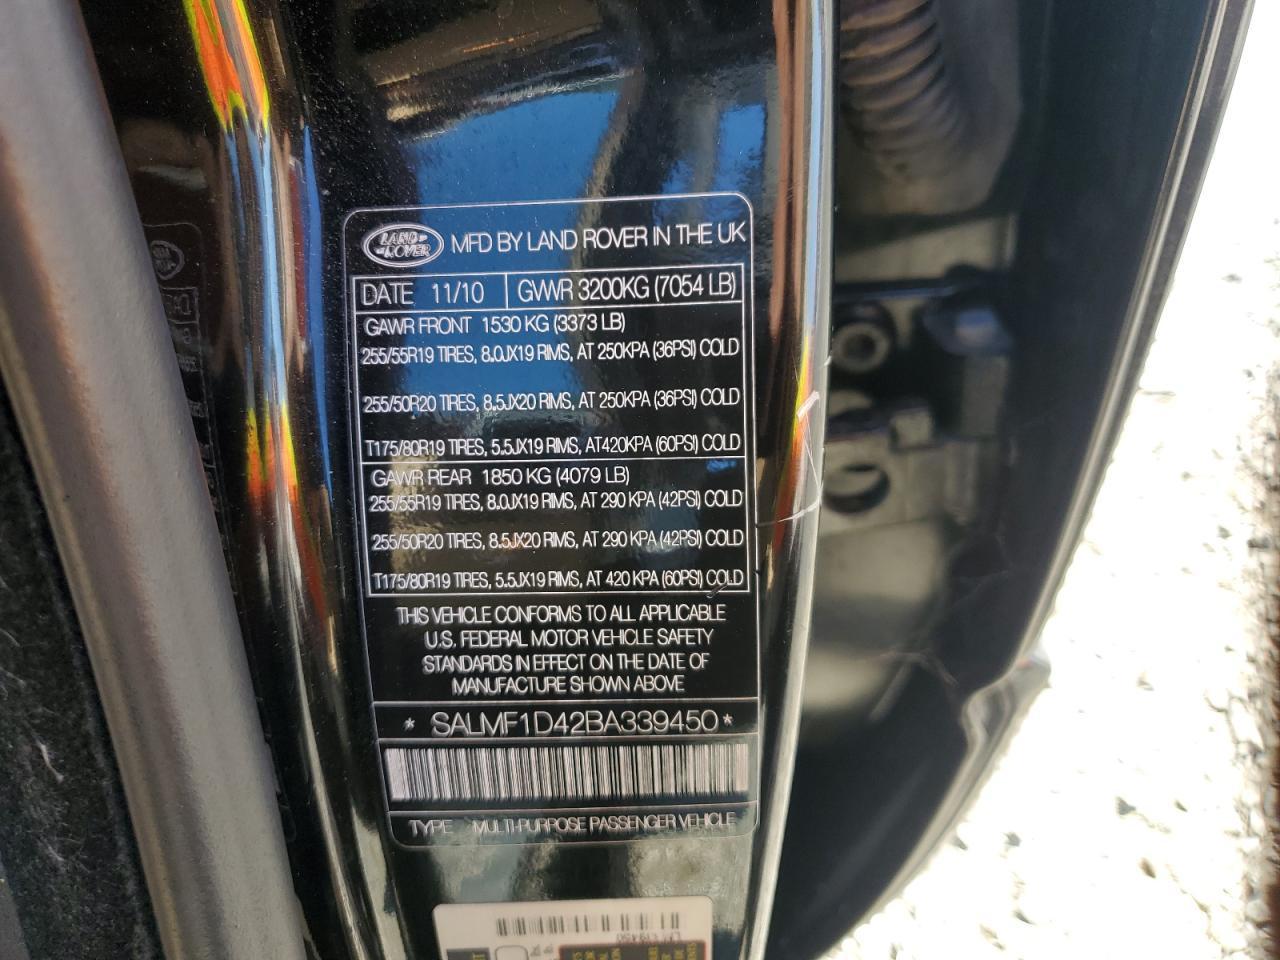 LAND ROVER MFD BY LAND ROVER IN THE UK
DATE 11/10 GWWR 3200KG (7054 LB)
GAWR FRONT 1530 KG (3373 LB)
255/55R19 TIRES, 8.0JX19 RIMS, AT 250KPA (36PSI) COLD
255/50R20 TIRES, 8.5JX20 RIMS, AT 250KPA (36PSI) COLD
T175/80R19 TIRES, 5.5JX19 RIMS, AT420KPA (60PSI) COLD
GAWR REAR 1850 KG (4079 LB)
255/55R19 TIRES, 8.0JX19 RIMS, AT 290 KPA (42PSI) COLD
255/50R20 TIRES, 8.5JX20 RIMS, AT 290 KPA (42PSI) COLD
T175/80R19 TIRES, 5.5JX19 RIMS, AT 420 KPA (60PSI) COLD
THIS VEHICLE CONFORMS TO ALL APPLICABLE
U.S. FEDERAL MOTOR VEHICLE SAFETY
STANDARDS IN EFFECT ON THE DATE OF
MANUFACTURE SHOWN ABOVE
* SALMF1D42BA339450 *
TYPE MULTI-PURPOSE PASSENGER VEHICLE